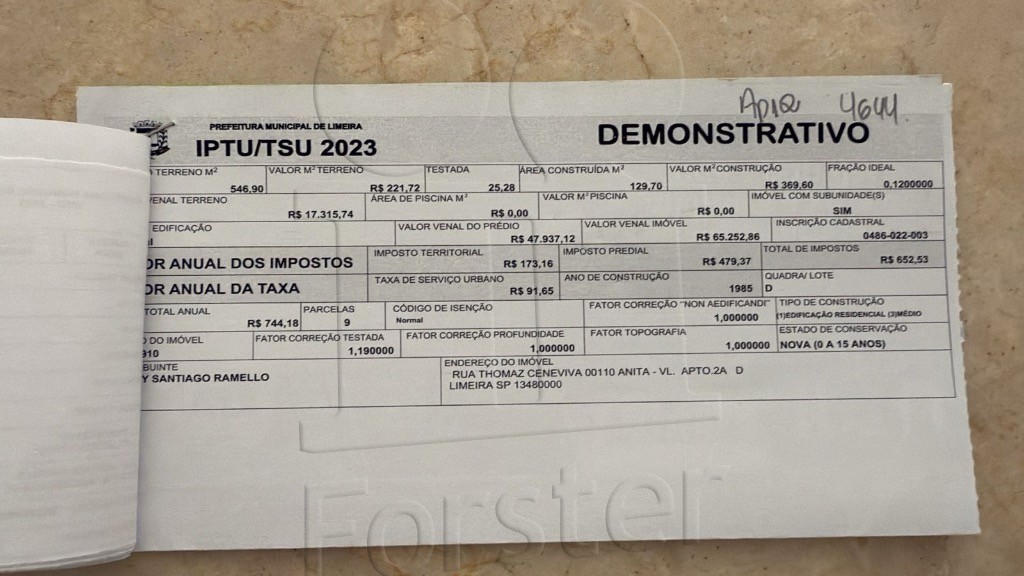 Apto 4644.
PREFEITURA MUNICIPAL DE LIMEIRA
IPTU/TSU 2023 DEMONSTRATIVO
TERRENO M² VALOR M² TERRENO TESTADA ÁREA CONSTRUÍDA M² VALOR M² CONSTRUÇÃO FRAÇÃO IDEAL
546,90 R$ 221,72 25,28 129,70 R$ 369,60 0,1200000
VENAL TERRENO ÁREA DE PISCINA M² VALOR M² PISCINA IMÓVEL COM SUBUNIDADE(S)
R$ 17.315,74 R$ 0,00 R$ 0,00 SIM
EDIFICAÇÃO VALOR VENAL DO PRÉDIO VALOR VENAL IMÓVEL INSCRIÇÃO CADASTRAL
R$ 47.937,12 R$ 65.252,86 0486-022-003
OR ANUAL DOS IMPOSTOS IMPOSTO TERRITORIAL IMPOSTO PREDIAL TOTAL DE IMPOSTOS
R$ 173,16 R$ 479,37 R$ 652,53
OR ANUAL DA TAXA TAXA DE SERVIÇO URBANO ANO DE CONSTRUÇÃO QUADRA/ LOTE
R$ 91,65 1985 D
TOTAL ANUAL PARCELAS CÓDIGO DE ISENÇÃO FATOR CORREÇÃO "NON AEDIFICANDI" TIPO DE CONSTRUÇÃO
R$ 744,18 9 Normal 1,000000 (1)EDIFICAÇÃO RESIDENCIAL (3)MÉDIO
O DO IMÓVEL FATOR CORREÇÃO TESTADA FATOR CORREÇÃO PROFUNDIDADE FATOR TOPOGRAFIA ESTADO DE CONSERVAÇÃO
910 1,190000 1,000000 1,000000 NOVA (0 A 15 ANOS)
BUINTE ENDEREÇO DO IMÓVEL
Y SANTIAGO RAMELLO RUA THOMAZ CENEVIVA 00110 ANITA - VL. APTO.2A D
LIMEIRA SP 13480000
Forster